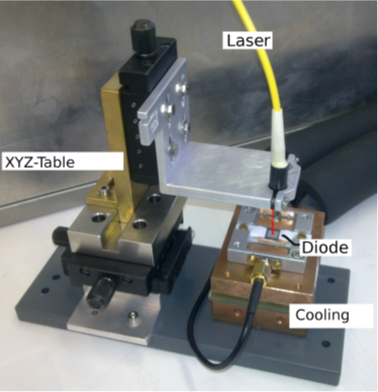 Laser
XYZ-Table
Diode
Cooling